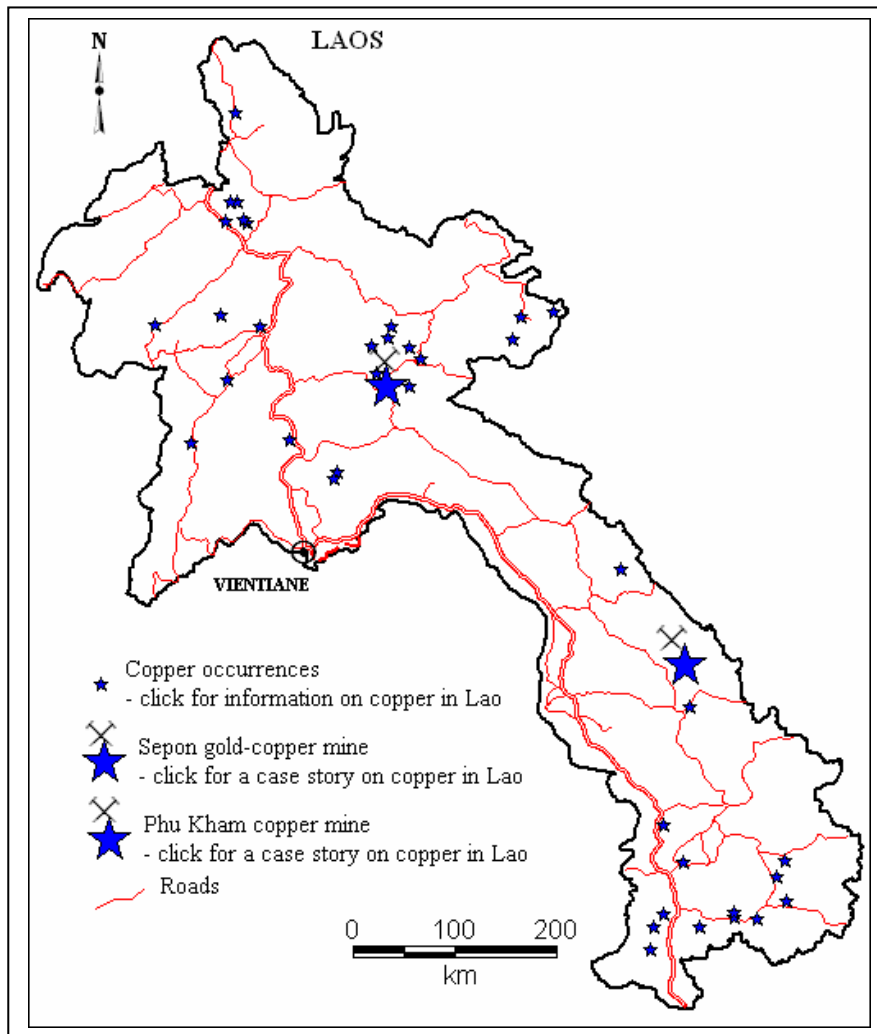 N
LAOS
VIENTIANE
Copper occurrences
- click for information on copper in Lao
Sepon gold-copper mine
- click for a case story on copper in Lao
Phu Kham copper mine
- click for a case story on copper in Lao
Roads
0 100 200
km